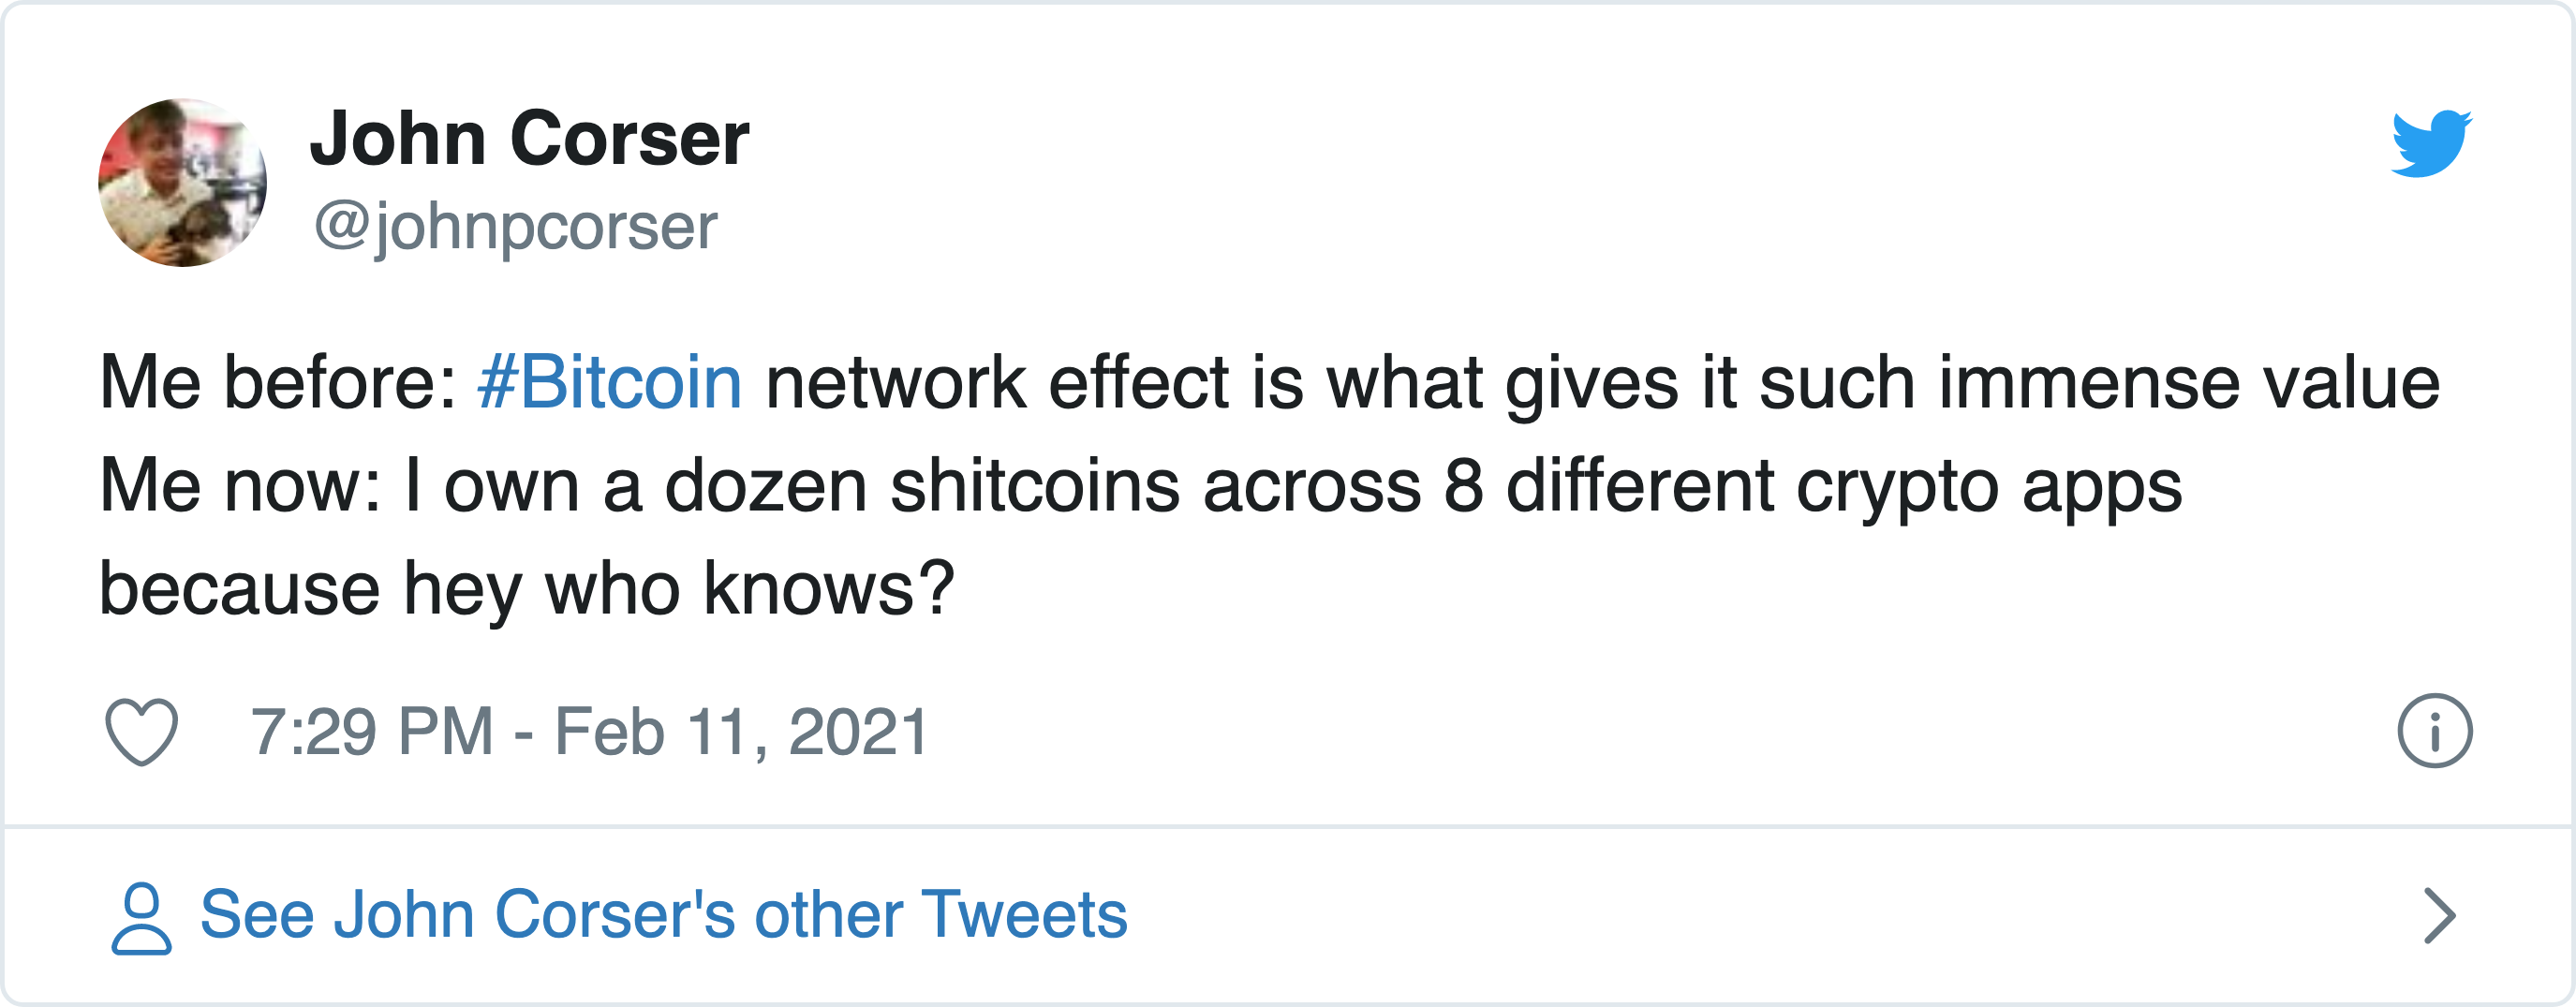 John Corser
@johnpcorser
Me before: #Bitcoin network effect is what gives it such immense value
Me now: I own a dozen shitcoins across 8 different crypto apps
because hey who knows?
7:29 PM - Feb 11, 2021
See John Corser's other Tweets